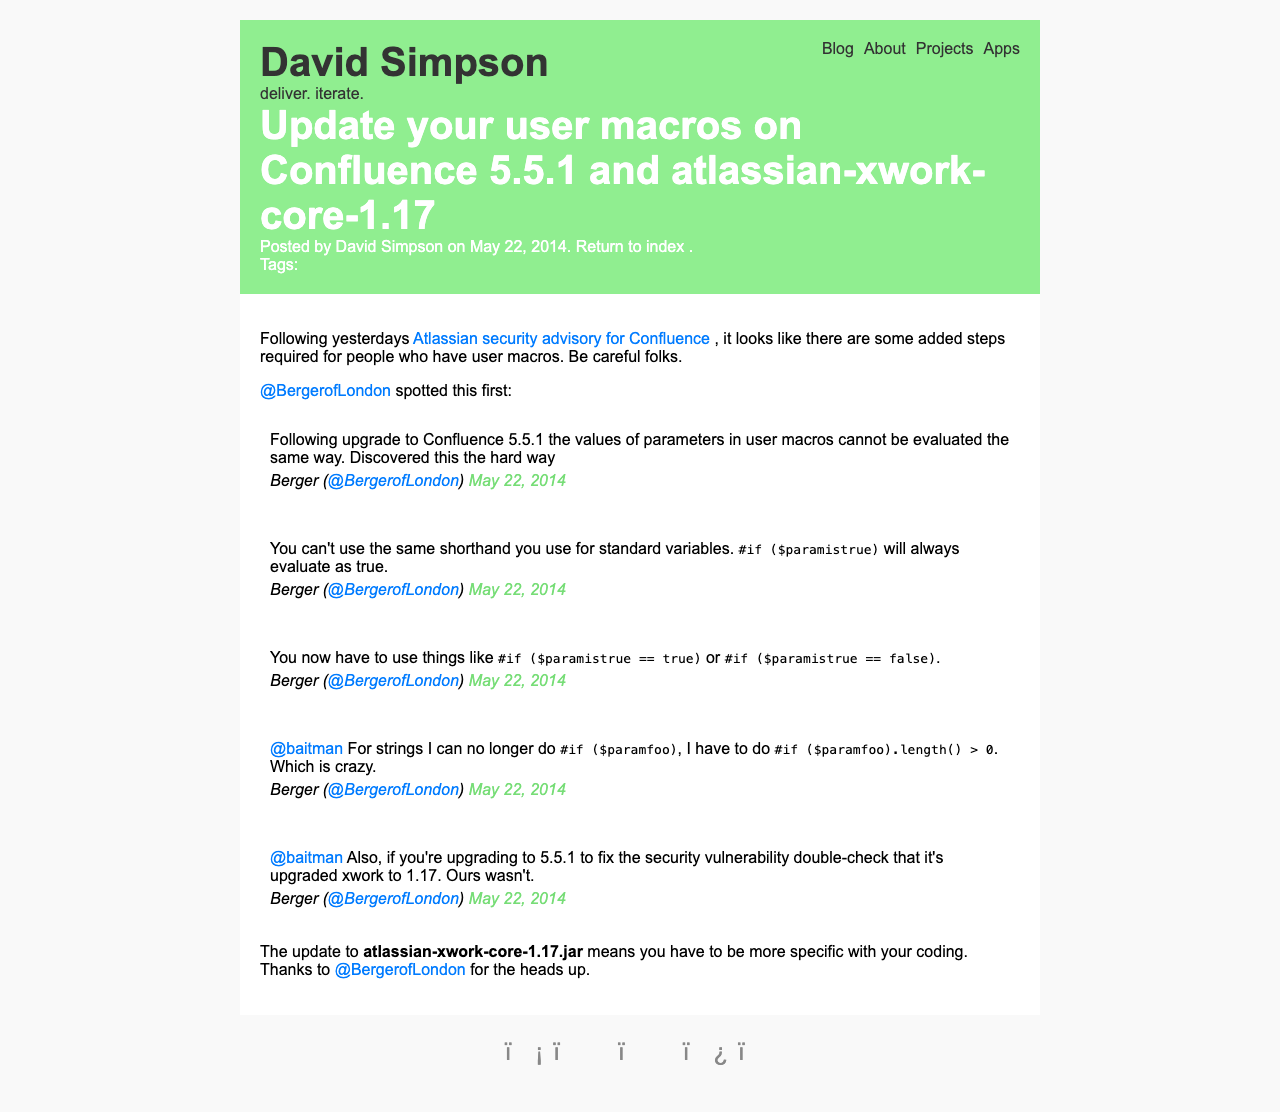 David Simpson
Blog About Projects Apps
deliver. iterate.
Update your user macros on
Confluence 5.5.1 and atlassian-xwork-
core-1.17
Posted by David Simpson on May 22, 2014. Return to index .
Tags:
Following yesterdays Atlassian security advisory for Confluence , it looks like there are some added steps
required for people who have user macros. Be careful folks.
@BergerofLondon spotted this first:
Following upgrade to Confluence 5.5.1 the values of parameters in user macros cannot be evaluated the
same way. Discovered this the hard way
Berger (@BergerofLondon) May 22, 2014
You can't use the same shorthand you use for standard variables. #if ($paramistrue) will always
evaluate as true.
Berger (@BergerofLondon) May 22, 2014
You now have to use things like #if ($paramistrue == true) or #if ($paramistrue == false).
Berger (@BergerofLondon) May 22, 2014
@baitman For strings I can no longer do #if ($paramfoo), I have to do #if ($paramfoo).length() > 0.
Which is crazy.
Berger (@BergerofLondon) May 22, 2014
@baitman Also, if you're upgrading to 5.5.1 to fix the security vulnerability double-check that it's
upgraded xwork to 1.17. Ours wasn't.
Berger (@BergerofLondon) May 22, 2014
The update to atlassian-xwork-core-1.17.jar means you have to be more specific with your coding.
Thanks to @BergerofLondon for the heads up.
ï ¡ ï ï ï ¿ ï